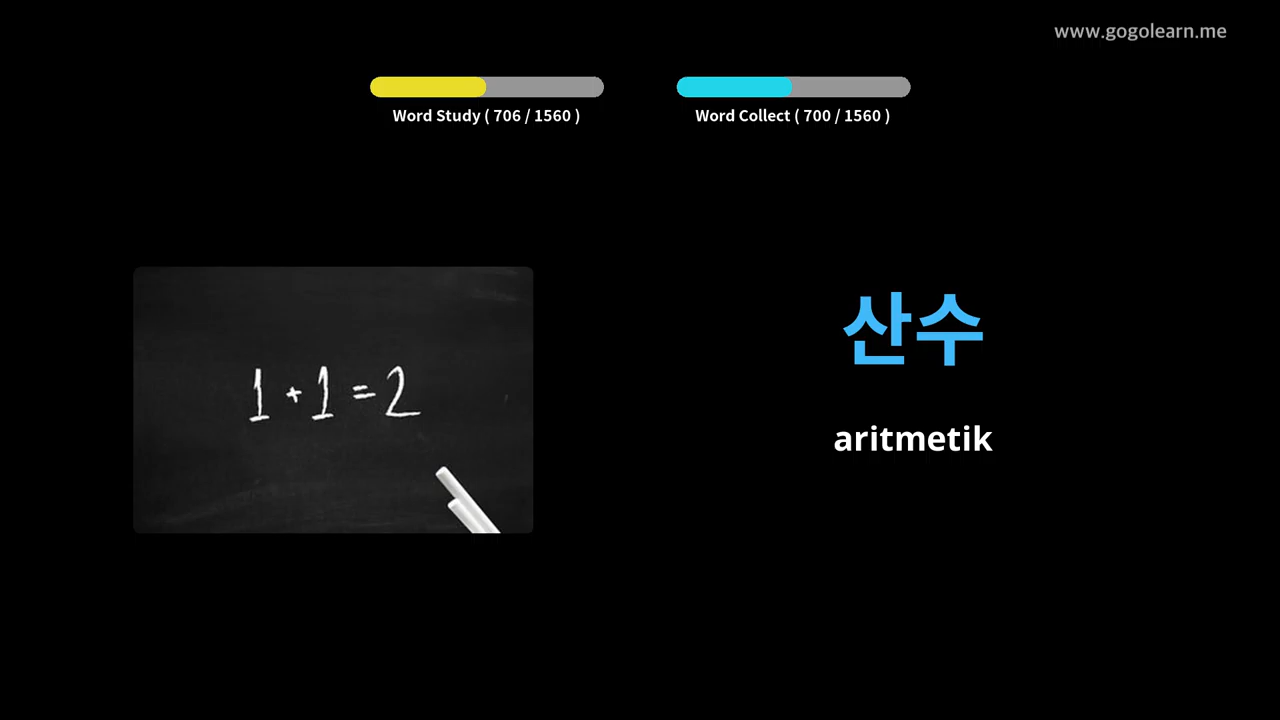 www.gogolearn.me
Word Study ( 706 / 1560 )
Word Collect ( 700 / 1560 )
1 + 1 = 2
산수
aritmetik